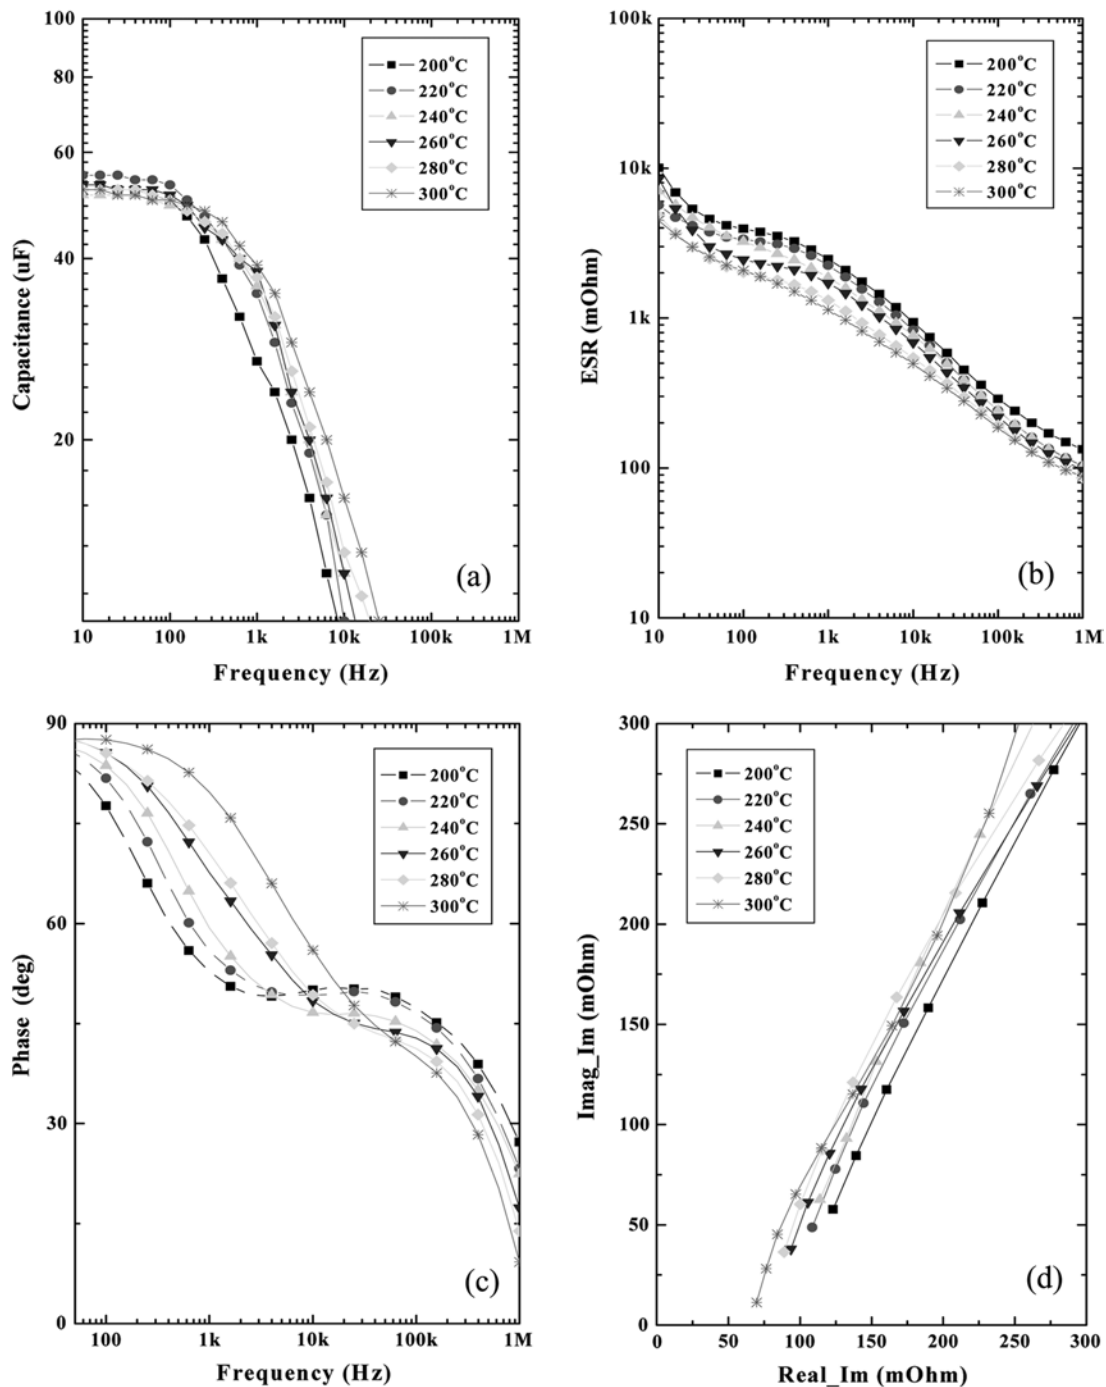 100
80
60
40
20
Capacitance (uF)
200°C
220°C
240°C
260°C
280°C
300°C
(a)
10 100 1k 10k 100k 1M
Frequency (Hz)
100k
10k
1k
100
10
ESR (mOhm)
200°C
220°C
240°C
260°C
280°C
300°C
(b)
10 100 1k 10k 100k 1M
Frequency (Hz)
90
60
30
0
Phase (deg)
200°C
220°C
240°C
260°C
280°C
300°C
(c)
100 1k 10k 100k 1M
Frequency (Hz)
300
250
200
150
100
50
0
Imag_Im (mOhm)
200°C
220°C
240°C
260°C
280°C
300°C
(d)
0 50 100 150 200 250 300
Real_Im (mOhm)